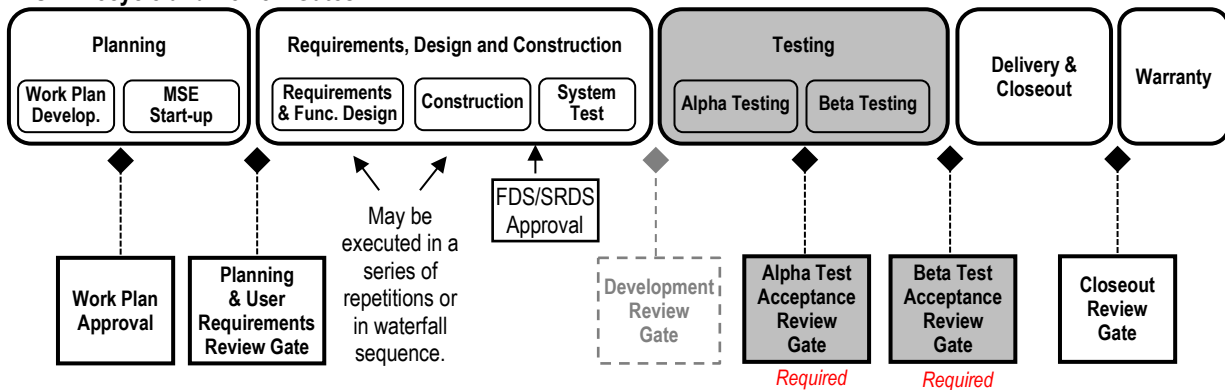 Planning
Work Plan
Develop.
MSE
Start-up
Requirements, Design and Construction
Requirements
& Func. Design
Construction
System
Test
Testing
Alpha Testing
Beta Testing
Delivery &
Closeout
Warranty
Work Plan
Approval
Planning
& User
Requirements
Review Gate
May be
executed in a
series of
repetitions or
in waterfall
sequence.
FDS/SRDS
Approval
Development
Review
Gate
Alpha Test
Acceptance
Review
Gate
Required
Beta Test
Acceptance
Review
Gate
Required
Closeout
Review
Gate